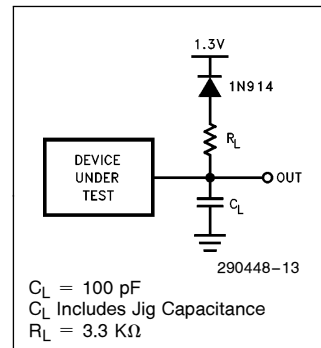 1.3V
1N914
RL
DEVICE
UNDER
TEST
OUT
CL
290448-13
CL = 100 pF
CL Includes Jig Capacitance
RL = 3.3 KΩ